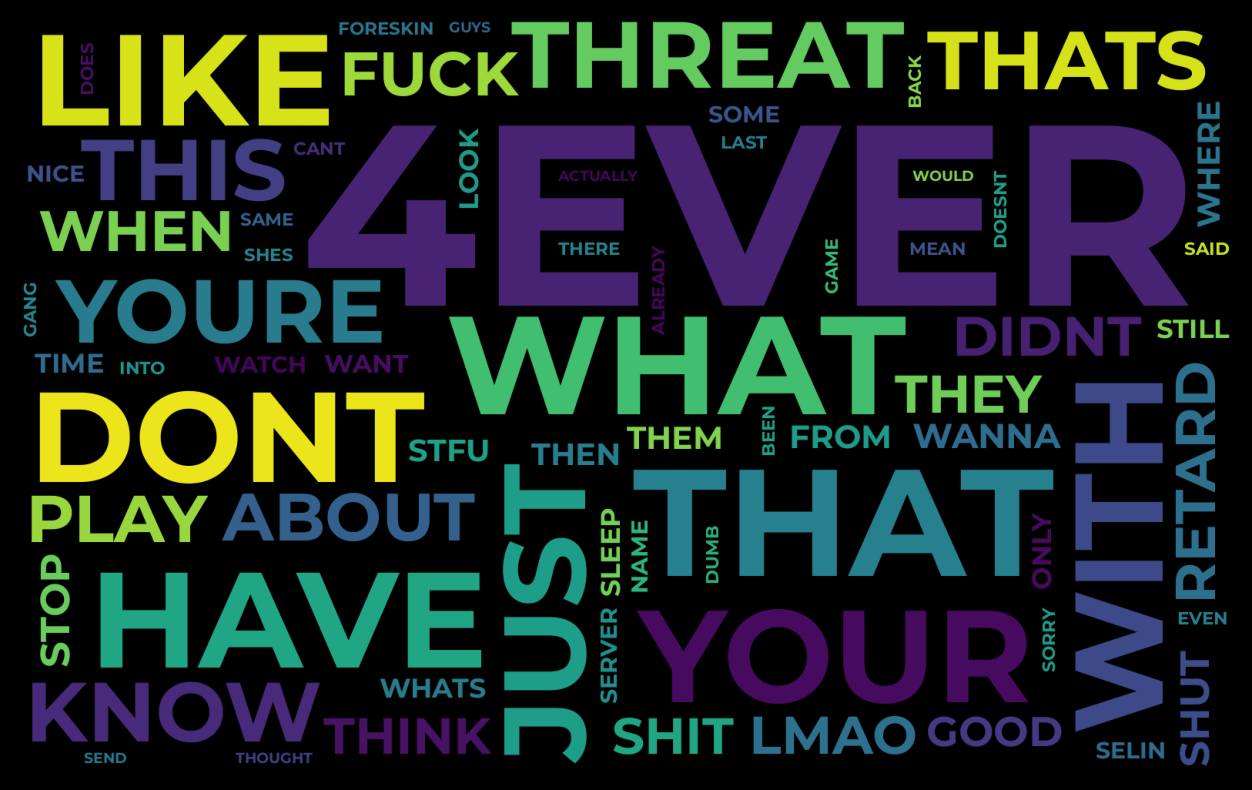 LIKE
DOES
FORESKIN
GUYS
FUCK
THREAT
BACK
THATS
SOME
LAST
WHERE
NICE
THIS
CANT
LOOK
4EVER
ACTUALLY
WOULD
DOESNT
WHEN
SAME
SHES
THERE
ALREADY
GAME
MEAN
SAID
GANG
YOURE
WHAT
DIDNT
STILL
TIME
INTO
WATCH
WANT
THEY
DONT
STFU
THEN
THEM
BEEN
FROM
WANNA
WITH
RETARD
PLAY
ABOUT
JUST
SLEEP
NAME
THAT
DUMB
ONLY
STOP
HAVE
SERVER
YOUR
SORRY
EVEN
KNOW
WHATS
THINK
SHIT
LMAO
GOOD
SELIN
SHUT
SEND
THOUGHT